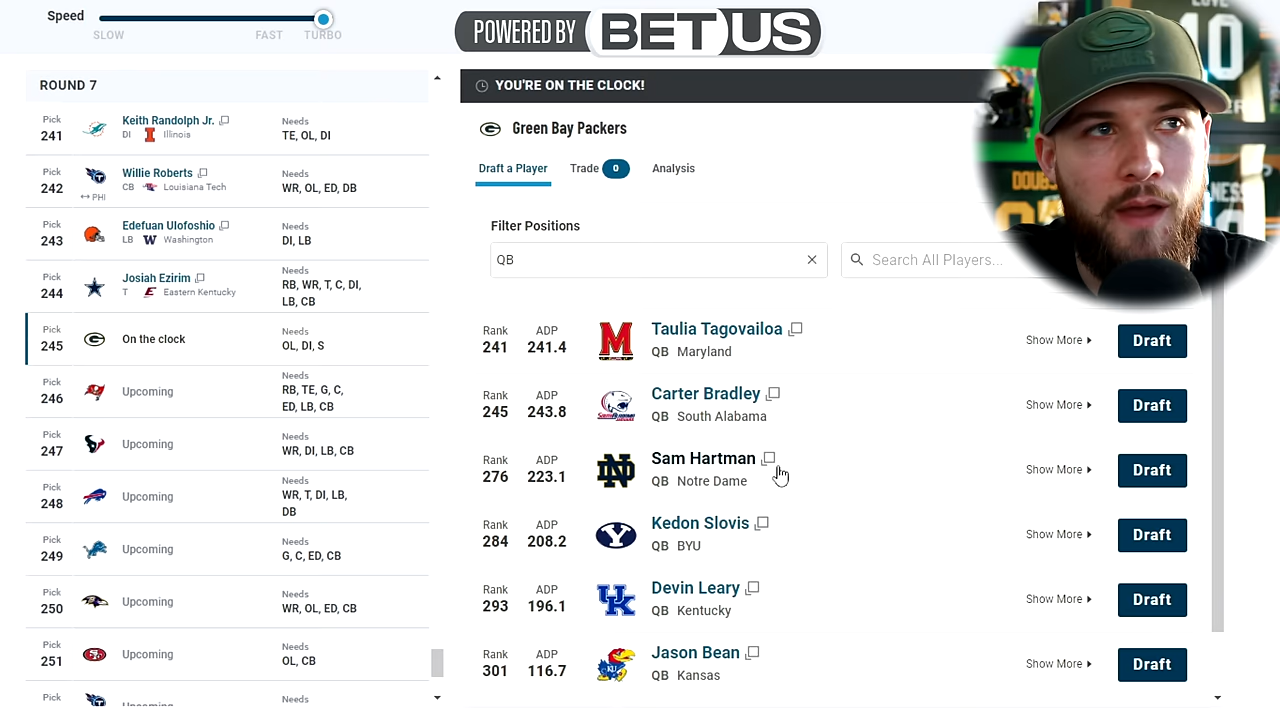 Speed
SLOW FAST TURBO
POWERED BY BETUS
ROUND 7
Pick 241 Keith Randolph Jr. DI Illinois Needs TE, OL, DI
Pick 242 Willie Roberts CB Louisiana Tech Needs WR, OL, ED, DB
↔ PHI
Pick 243 Edefuan Ulofoshio LB Washington Needs DI, LB
Pick 244 Josiah Ezirim T Eastern Kentucky Needs RB, WR, T, C, DI,
LB, CB
Pick 245 On the clock Needs OL, DI, S
Pick 246 Upcoming Needs RB, TE, G, C,
ED, LB, CB
Pick 247 Upcoming Needs WR, DI, LB, CB
Pick 248 Upcoming Needs WR, T, DI, LB,
DB
Pick 249 Upcoming Needs G, C, ED, CB
Pick 250 Upcoming Needs WR, OL, ED, CB
Pick 251 Upcoming Needs OL, CB
Pick Upcoming Needs
YOU'RE ON THE CLOCK!
Green Bay Packers
Draft a Player Trade 0 Analysis
Filter Positions
QB Search All Players...
Rank 241 ADP 241.4 Taulia Tagovailoa QB Maryland Show More Draft
Rank 245 ADP 243.8 Carter Bradley QB South Alabama Show More Draft
Rank 276 ADP 223.1 Sam Hartman QB Notre Dame Show More Draft
Rank 284 ADP 208.2 Kedon Slovis QB BYU Show More Draft
Rank 293 ADP 196.1 Devin Leary QB Kentucky Show More Draft
Rank 301 ADP 116.7 Jason Bean QB Kansas Show More Draft
LOVE
10
DOUBS
PACKERS